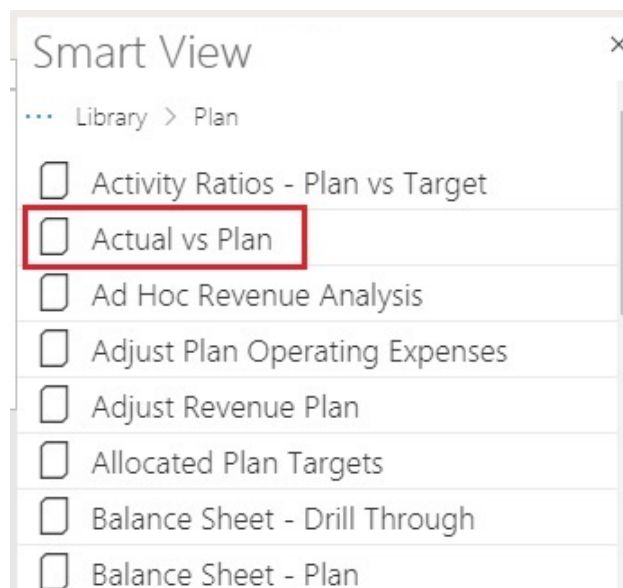 Smart View
... Library > Plan
Activity Ratios - Plan vs Target
Actual vs Plan
Ad Hoc Revenue Analysis
Adjust Plan Operating Expenses
Adjust Revenue Plan
Allocated Plan Targets
Balance Sheet - Drill Through
Balance Sheet - Plan